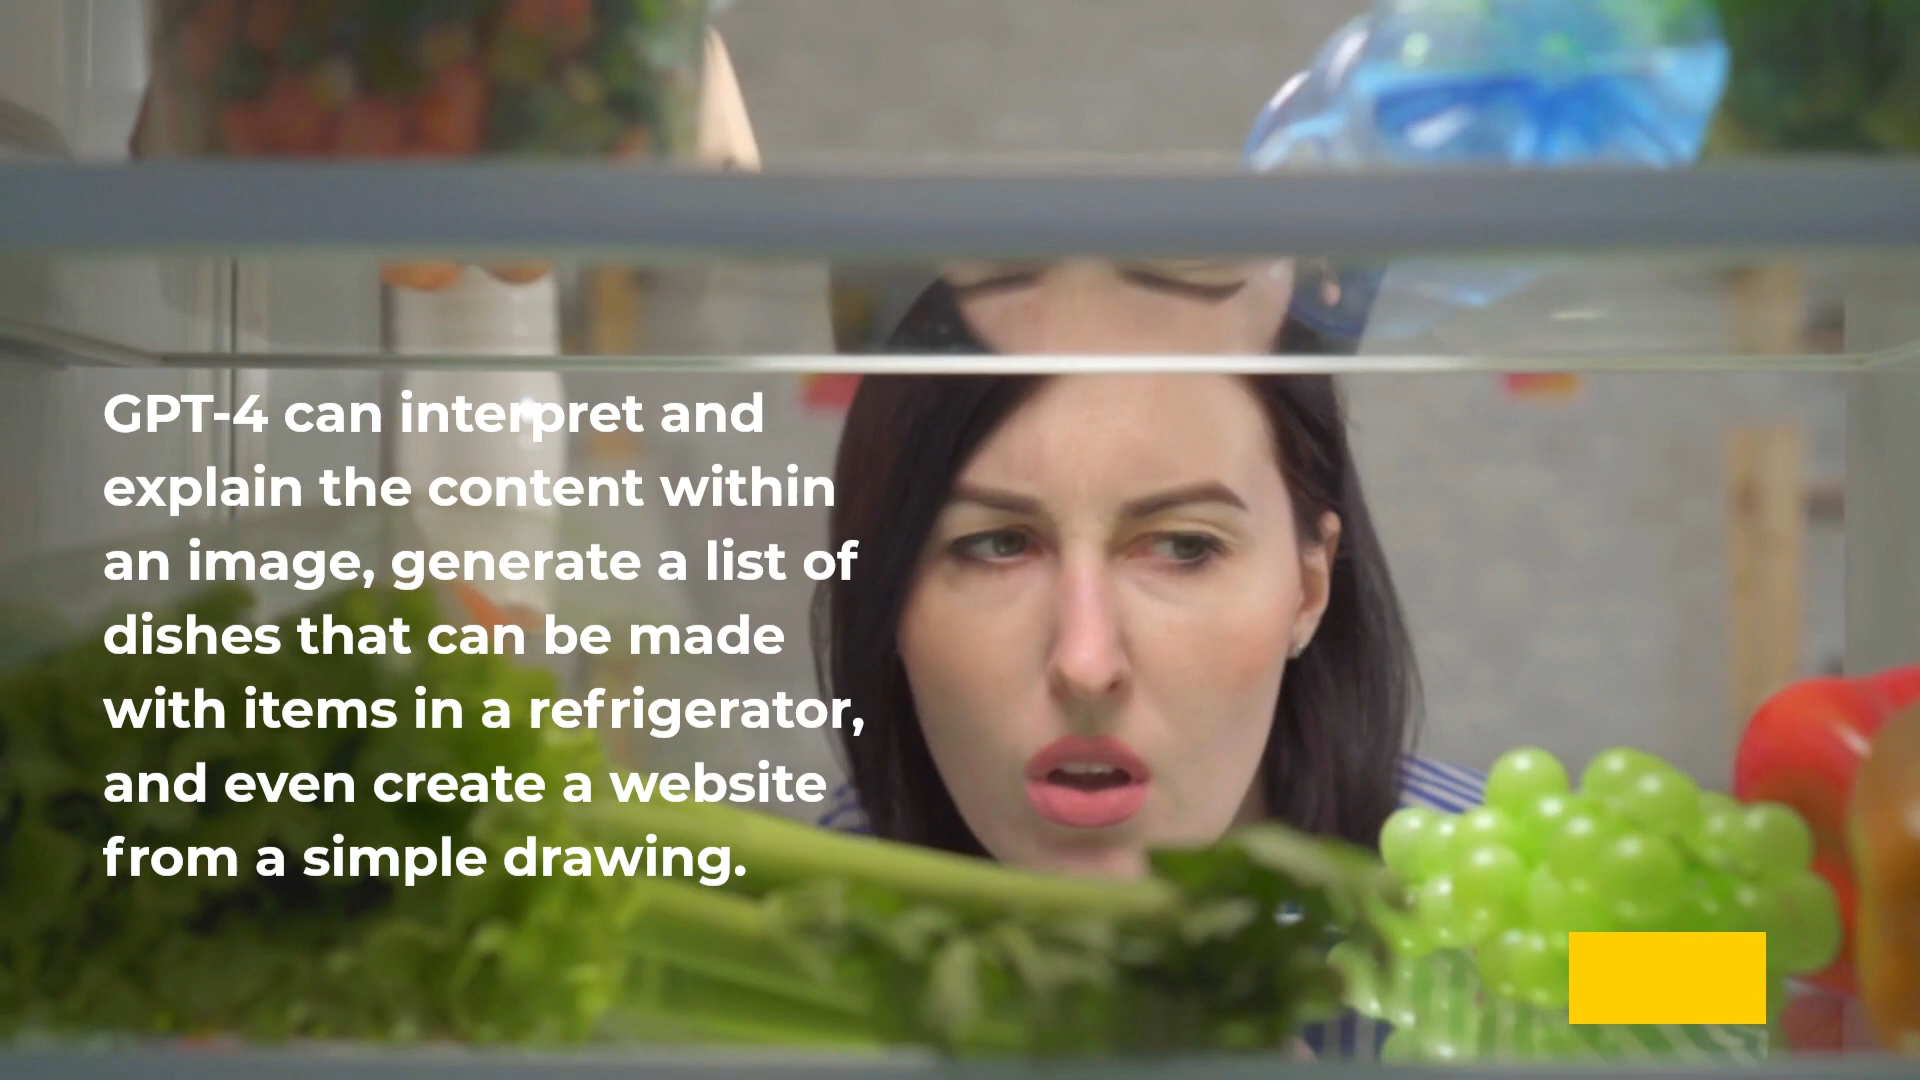 GPT-4 can interpret and
explain the content within
an image, generate a list of
dishes that can be made
with items in a refrigerator,
and even create a website
from a simple drawing.